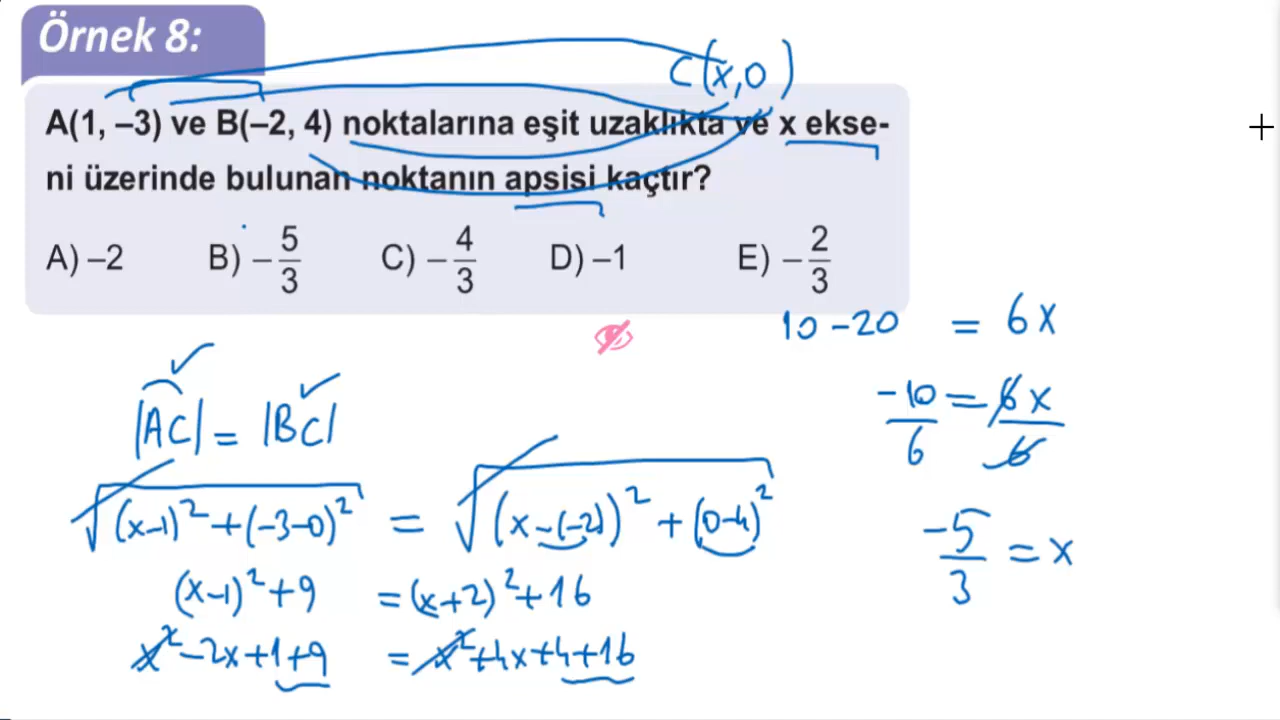 Örnek 8:
C(x,0)
A(1, –3) ve B(–2, 4) noktalarına eşit uzaklıkta ve x ekse-
ni üzerinde bulunan noktanın apsisi kaçtır?
A) –2 B) –5/3 C) –4/3 D) –1 E) –2/3
10-20 = 6x
-10/6 = 6x/6
-5/3 = x
|AC| = |BC|
√(x-1)²+(-3-0)² = √(x-(-2))²+(0-4)²
(x-1)²+9 = (x+2)²+16
x²-2x+1+9 = x²+4x+4+16